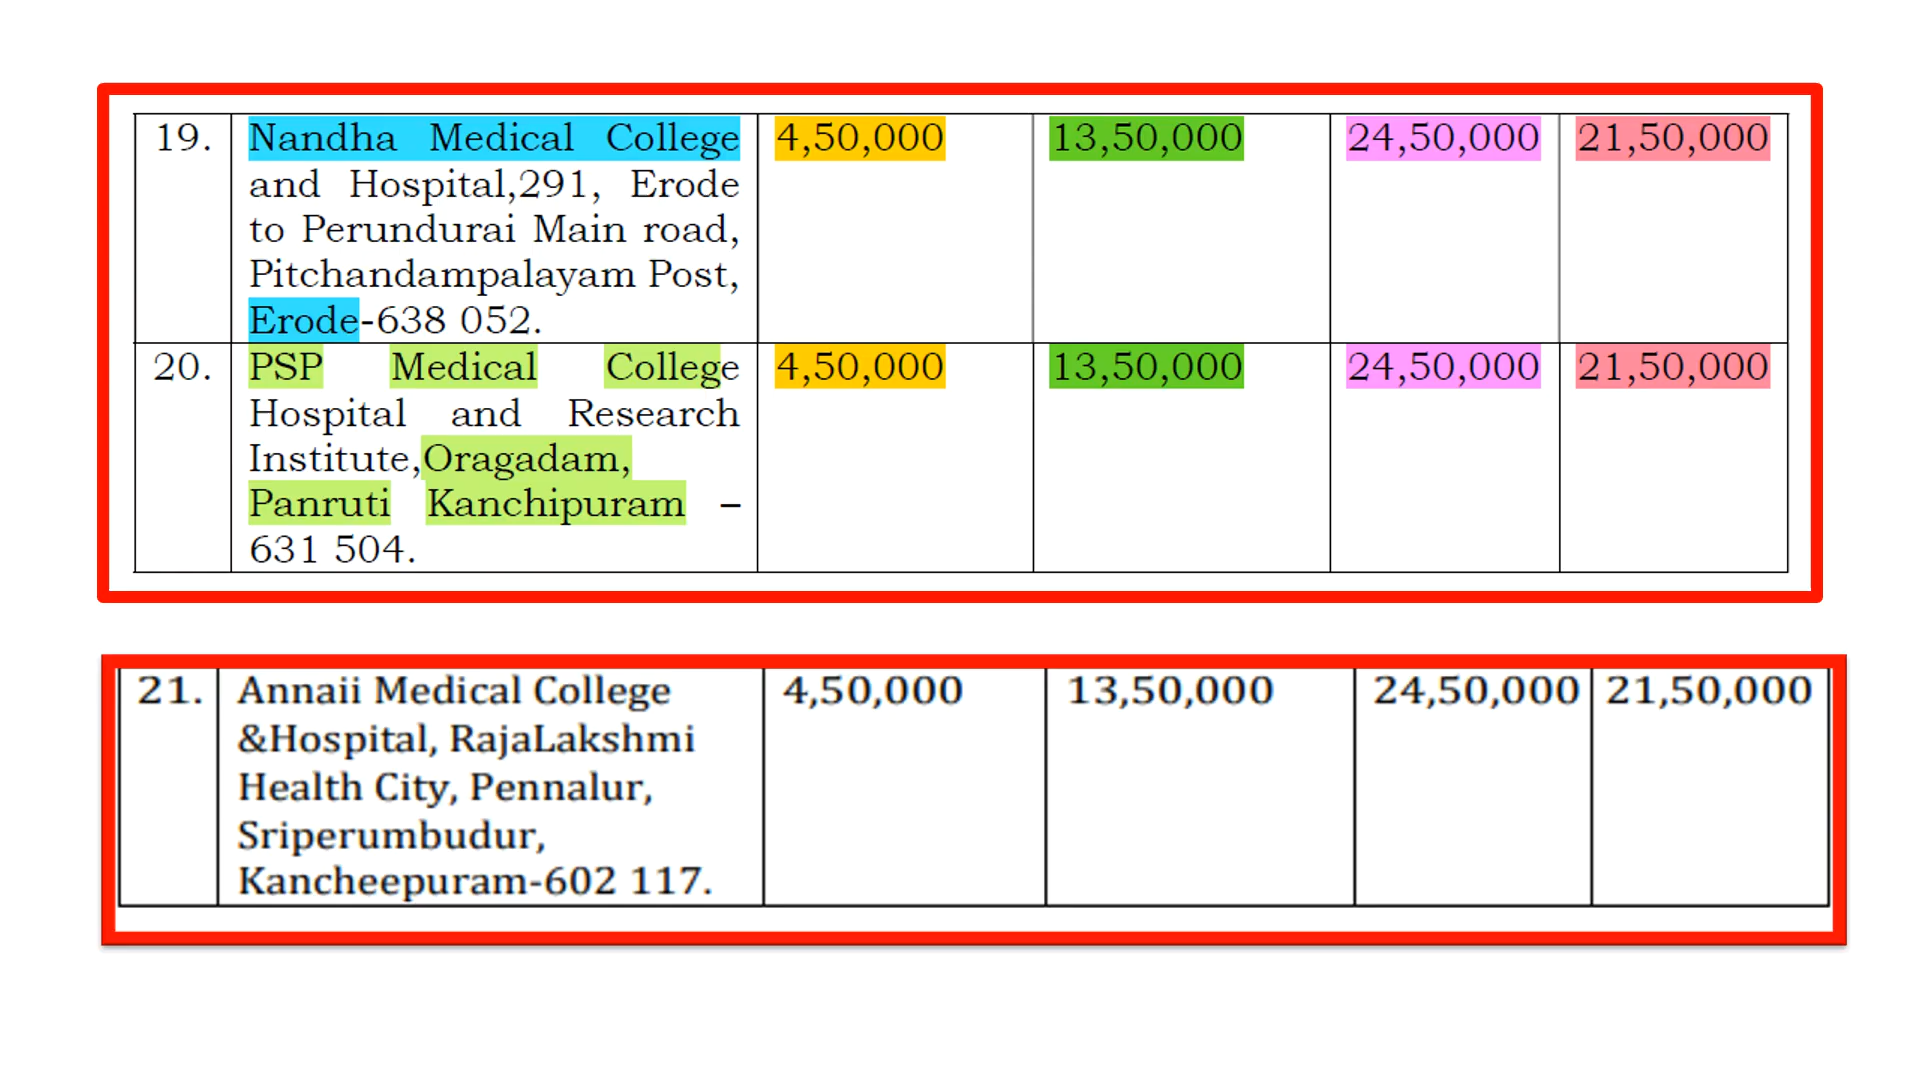 19. Nandha Medical College 4,50,000 13,50,000 24,50,000 21,50,000
and Hospital,291, Erode
to Perundurai Main road,
Pitchandampalayam Post,
Erode-638 052.
20. PSP Medical College 4,50,000 13,50,000 24,50,000 21,50,000
Hospital and Research
Institute,Oragadam,
Panruti Kanchipuram –
631 504.
21. Annaii Medical College 4,50,000 13,50,000 24,50,000 21,50,000
&Hospital, RajaLakshmi
Health City, Pennalur,
Sriperumbudur,
Kancheepuram-602 117.